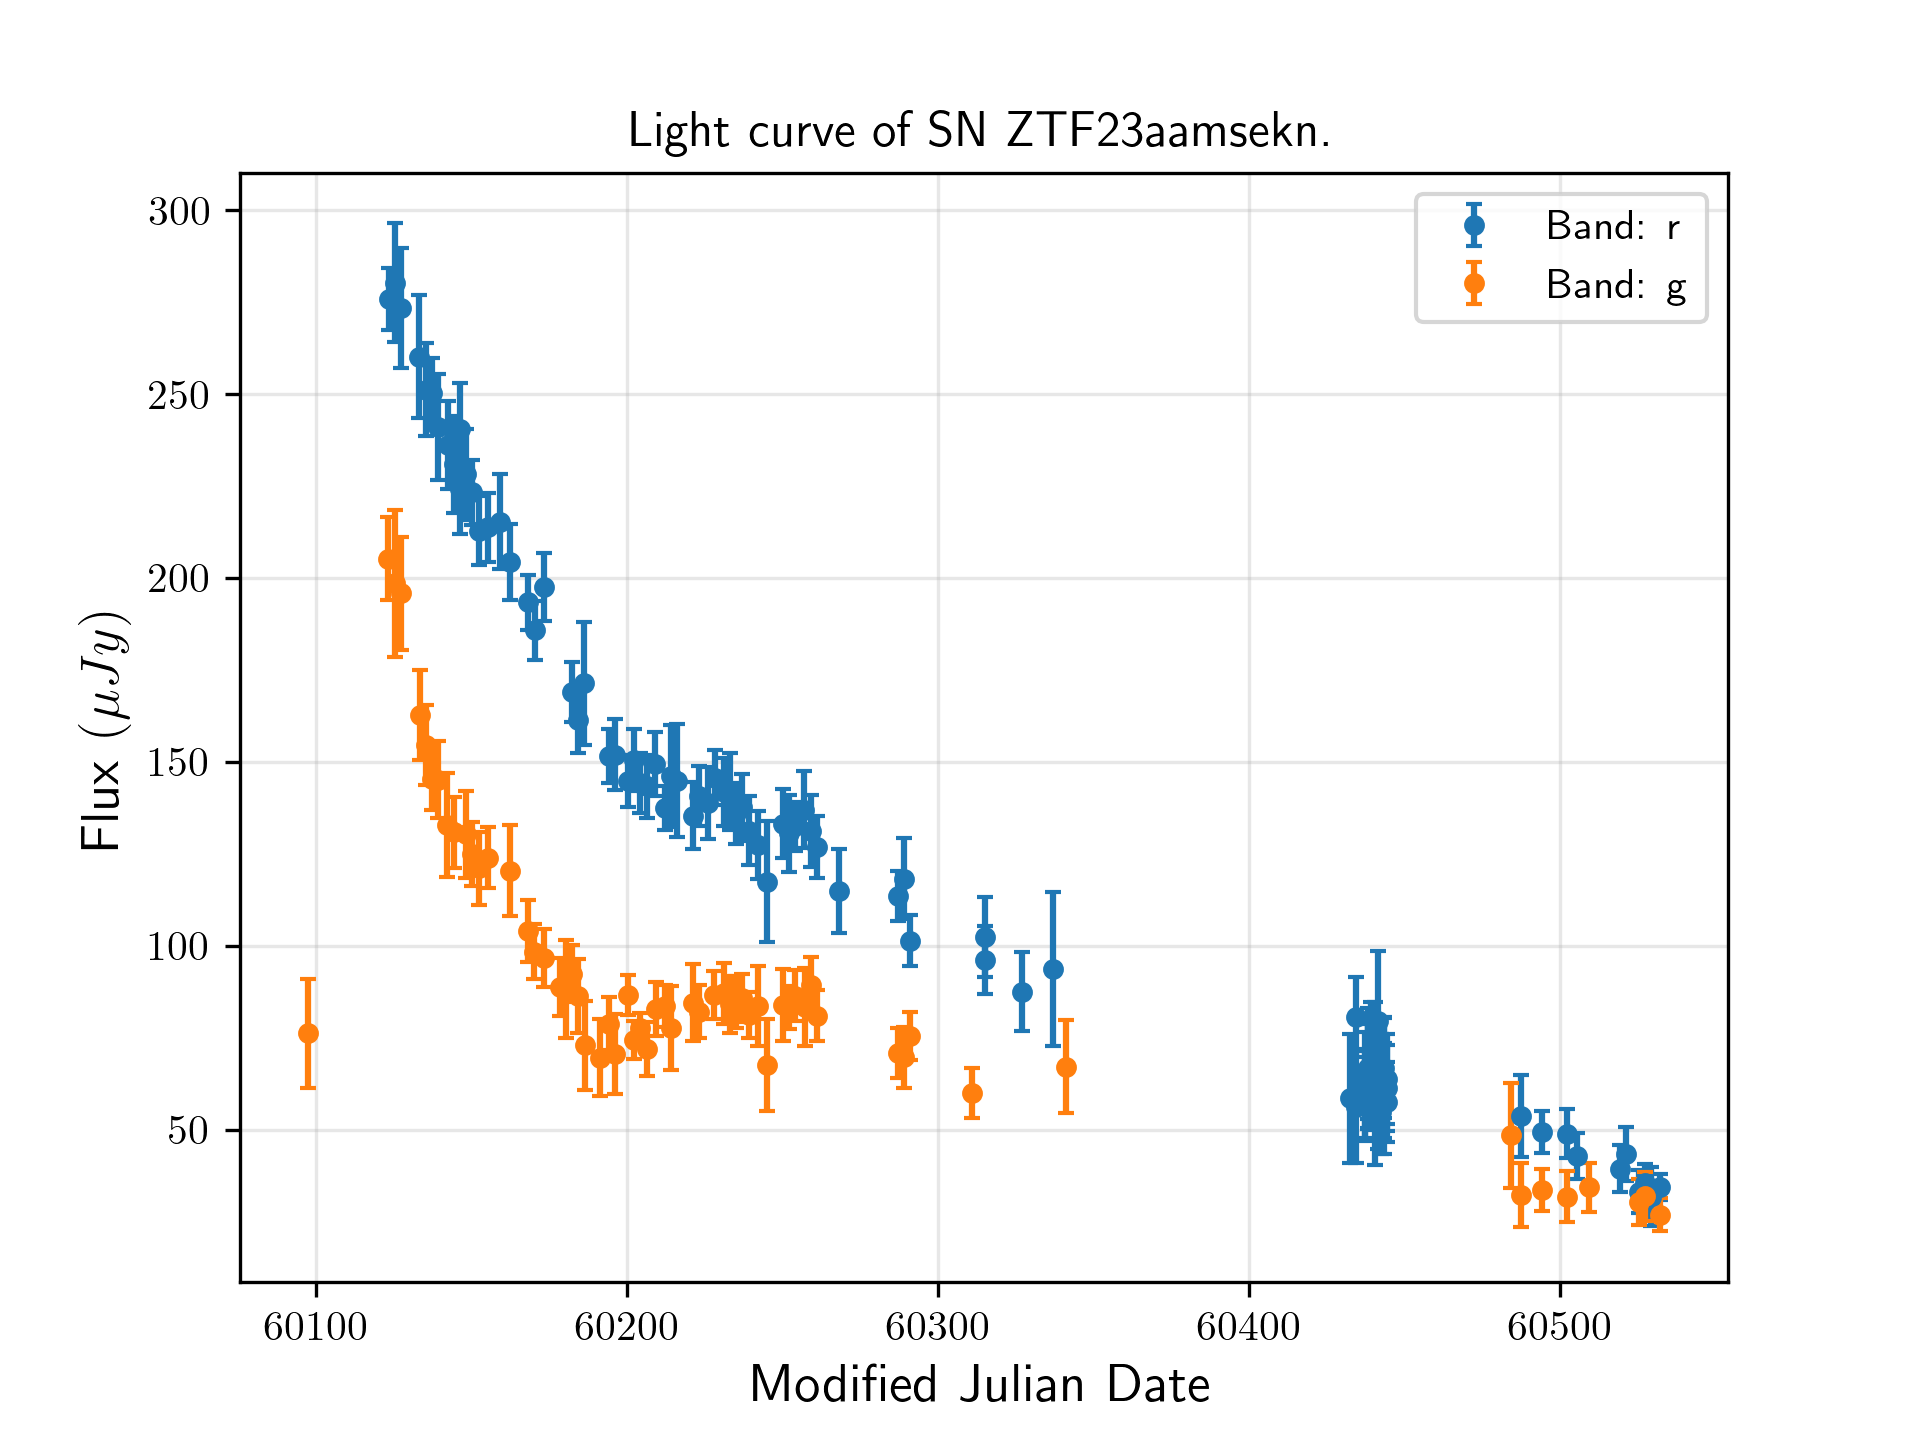 Light curve of SN ZTF23aamsekn.
Band: r
Band: g
300
250
200
150
100
50
Flux (μJy)
60100 60200 60300 60400 60500
Modified Julian Date